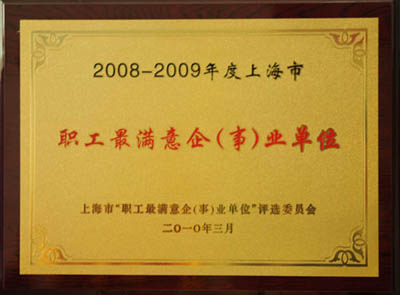 2008-2009年度上海市
职工最满意企(事)业单位
上海市“职工最满意企(事)业单位”评选委员会
二〇一〇年三月